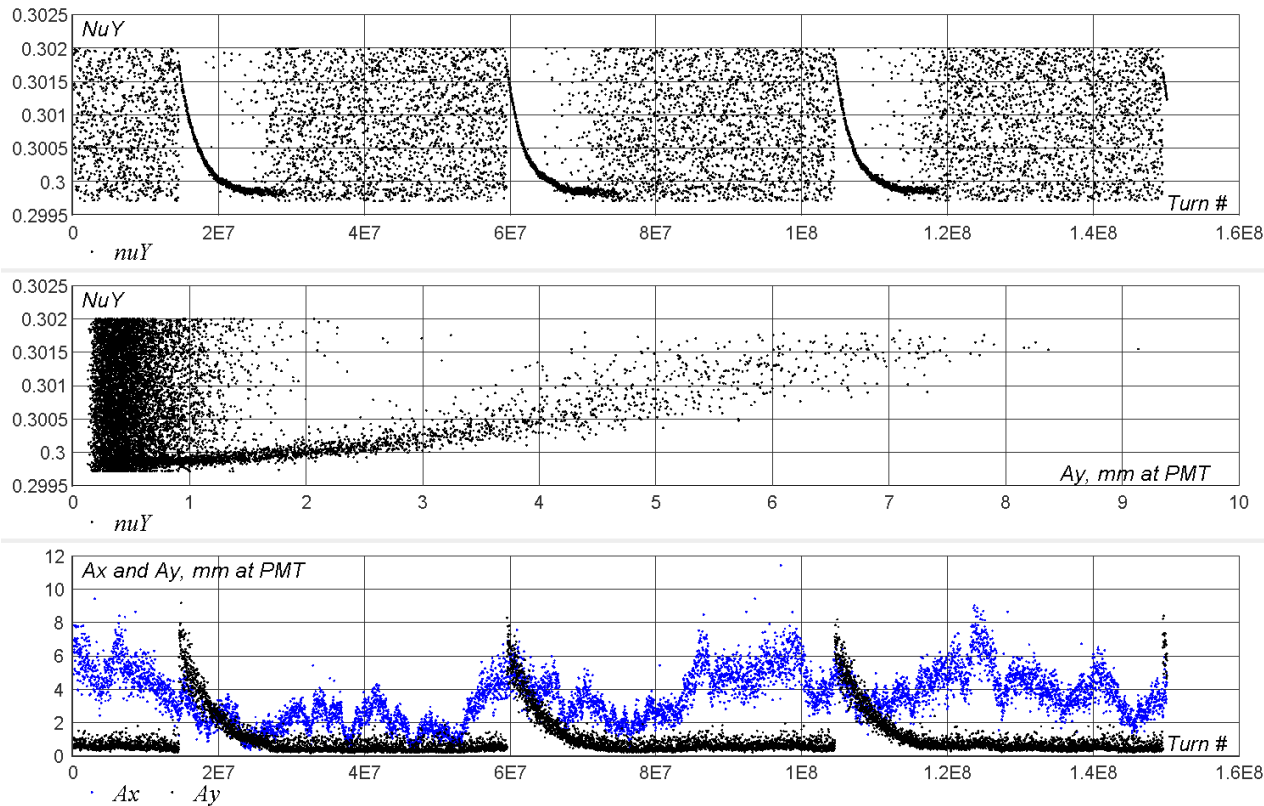 0.3025
NuY
0.302
0.3015
0.301
0.3005
0.3
0.2995
Turn #
0 2E7 4E7 6E7 8E7 1E8 1.2E8 1.4E8 1.6E8
nuY
0.3025
NuY
0.302
0.3015
0.301
0.3005
0.3
0.2995
Ay, mm at PMT
0 1 2 3 4 5 6 7 8 9 10
nuY
12
Ax and Ay, mm at PMT
10
8
6
4
2
0
Turn #
0 2E7 4E7 6E7 8E7 1E8 1.2E8 1.4E8 1.6E8
Ax Ay